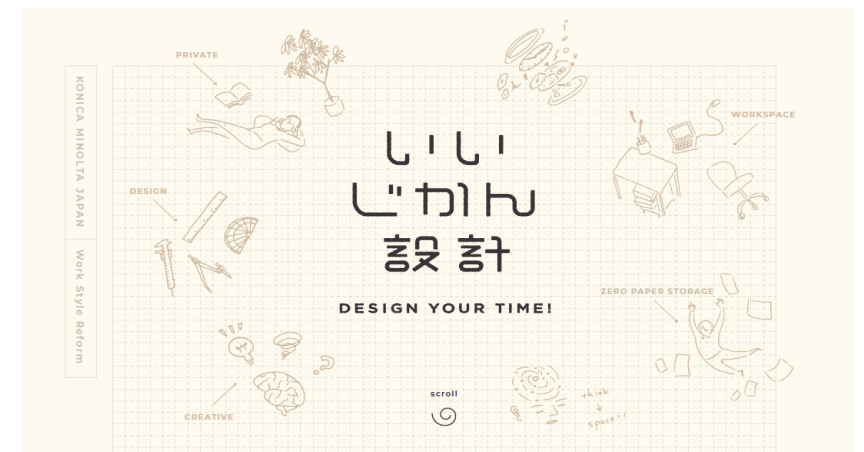 PRIVATE
KONICA MINOLTA JAPAN
Work Style Reform
WORKSPACE
いい
じかん
設計
DESIGN YOUR TIME!
DESIGN
ZERO PAPER STORAGE
CREATIVE
scroll
think
space!!